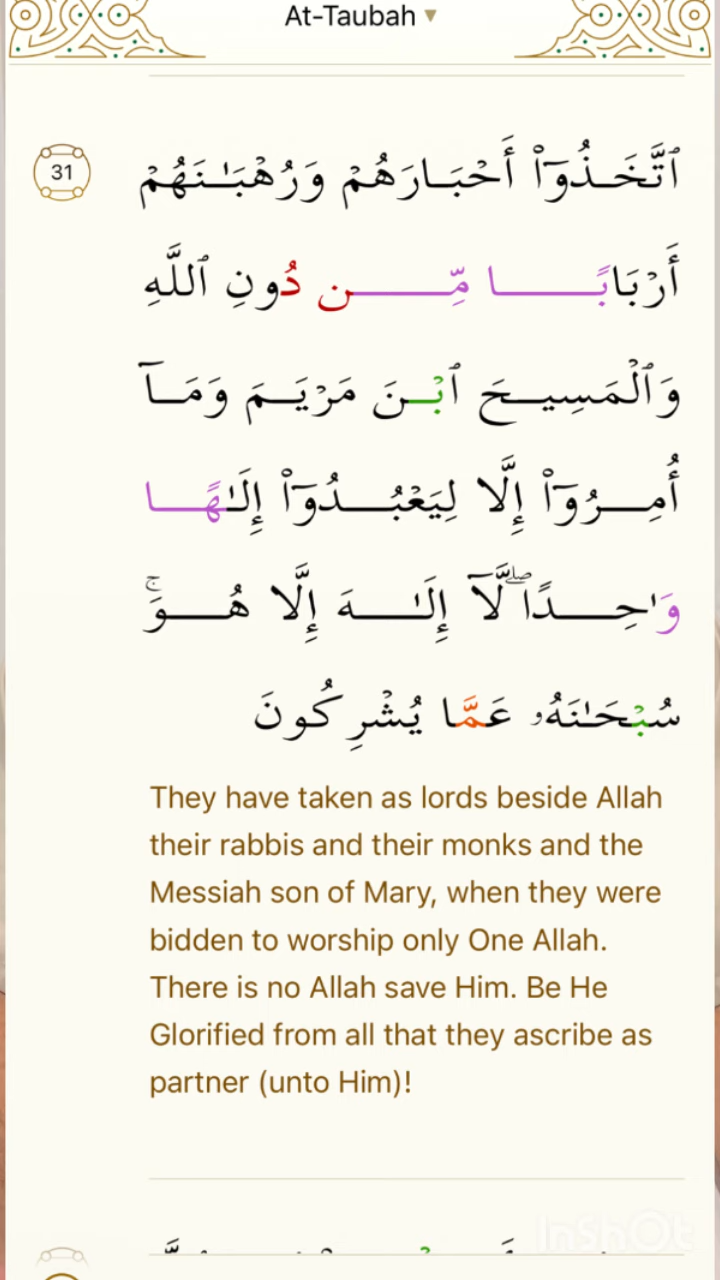 At-Taubah
31
ٱتَّخَذُوٓا۟ أَحْبَارَهُمْ وَرُهْبَـٰنَهُمْ
أَرْبَابًا مِّن دُونِ ٱللَّهِ
وَٱلْمَسِيحَ ٱبْنَ مَرْيَمَ وَمَآ
أُمِرُوٓا۟ إِلَّا لِيَعْبُدُوٓا۟ إِلَـٰهًا
وَٰحِدًا ۖ لَّآ إِلَـٰهَ إِلَّا هُوَ ۚ
سُبْحَـٰنَهُۥ عَمَّا يُشْرِكُونَ
They have taken as lords beside Allah
their rabbis and their monks and the
Messiah son of Mary, when they were
bidden to worship only One Allah.
There is no Allah save Him. Be He
Glorified from all that they ascribe as
partner (unto Him)!
InShOt